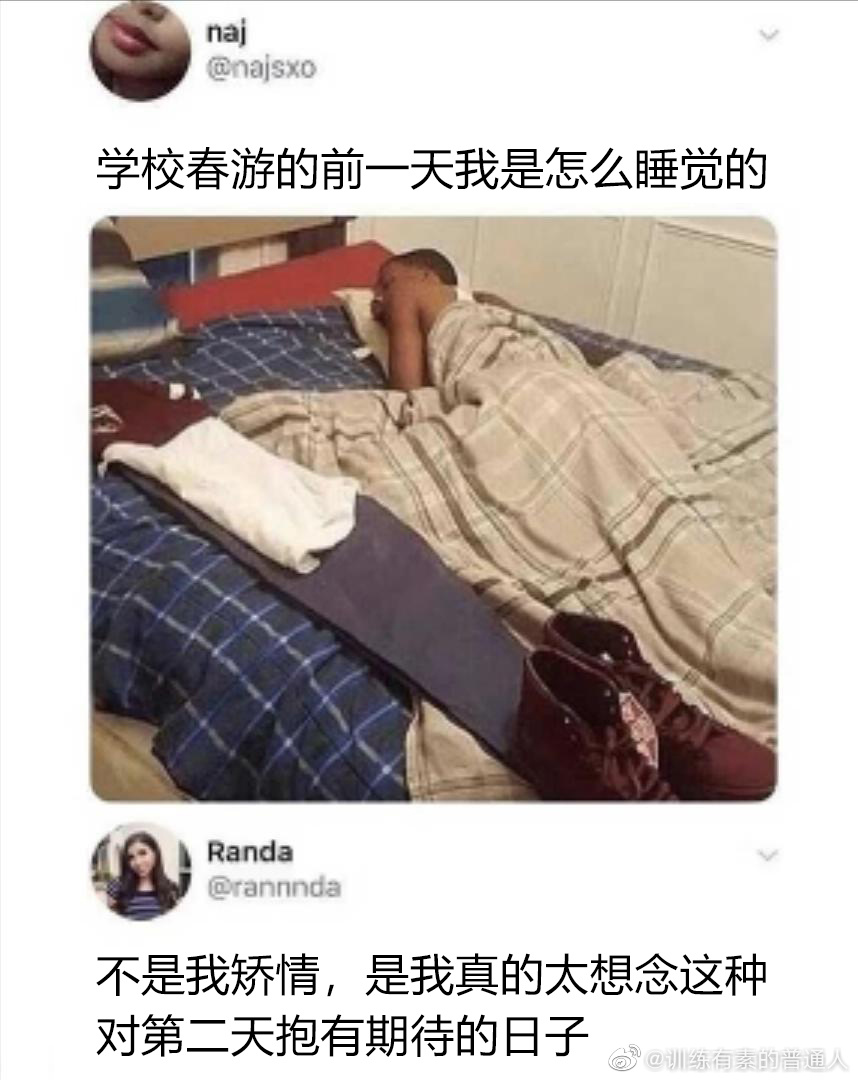 naj
@najsxo
学校春游的前一天我是怎么睡觉的
Randa
@rannnda
不是我矫情，是我真的太想念这种
对第二天抱有期待的日子
@训练有素的普通人